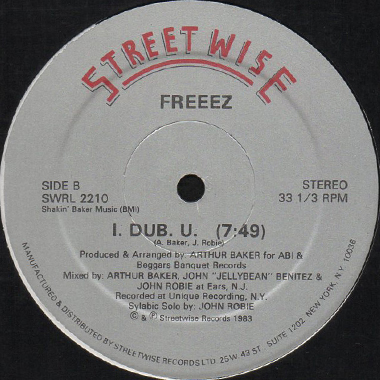 STREETWISE
FREEEZ
SIDE B
SWRL 2210
Shakin' Baker Music (BMI)
STEREO
33 1/3 RPM
I. DUB. U. (7:49)
(A. Baker, J. Robie)
Produced & Arranged by: ARTHUR BAKER for ABI &
Beggars Banquet Records
Mixed by: ARTHUR BAKER, JOHN "JELLYBEAN" BENITEZ &
JOHN ROBIE at Ears, N.J.
Recorded at Unique Recording, N.Y.
Sylabic Solo by: JOHN ROBIE
© & ℗ Streetwise Records 1983
MANUFACTURED & DISTRIBUTED BY STREETWISE RECORDS LTD. 25 W 43 ST. SUITE 1202, NEW YORK, N.Y. 10036